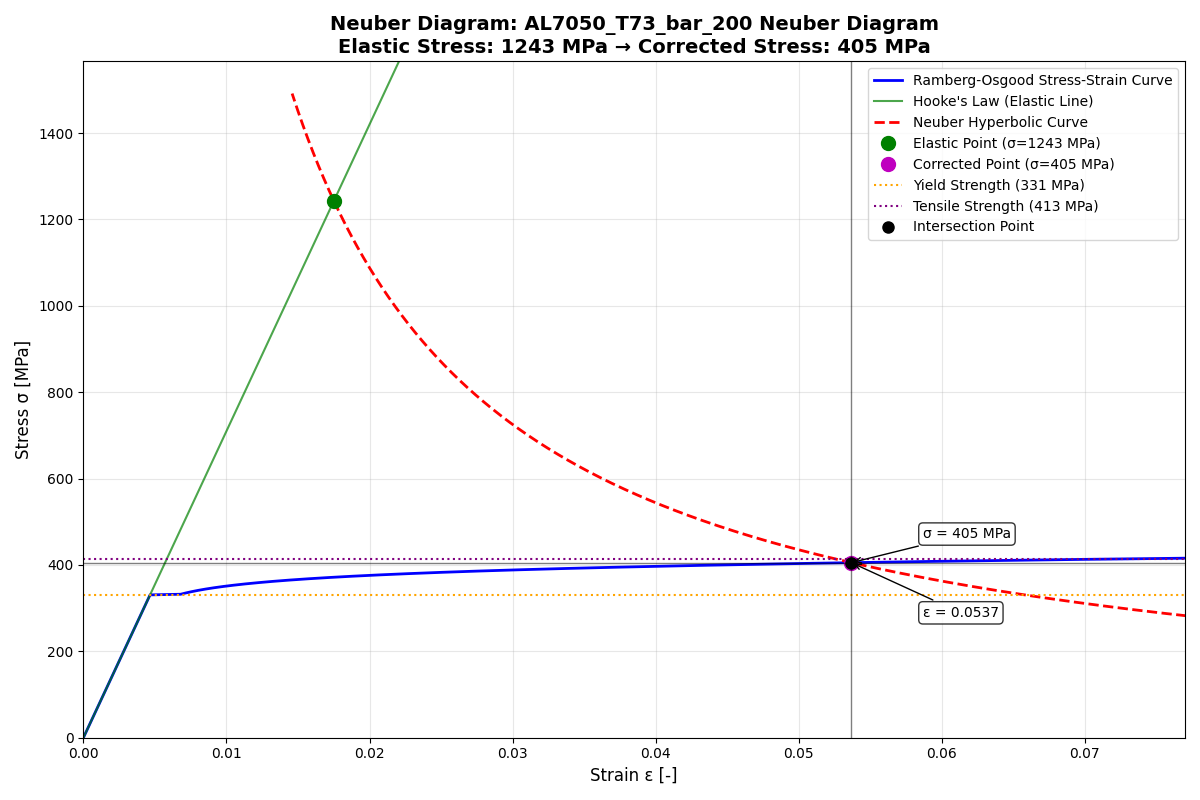 Neuber Diagram: AL7050_T73_bar_200 Neuber Diagram
Elastic Stress: 1243 MPa → Corrected Stress: 405 MPa
Ramberg-Osgood Stress-Strain Curve
Hooke's Law (Elastic Line)
Neuber Hyperbolic Curve
Elastic Point (σ=1243 MPa)
Corrected Point (σ=405 MPa)
Yield Strength (331 MPa)
Tensile Strength (413 MPa)
Intersection Point
Stress σ [MPa]
1400
1200
1000
800
600
400
200
0
σ = 405 MPa
ε = 0.0537
0.00 0.01 0.02 0.03 0.04 0.05 0.06 0.07
Strain ε [-]